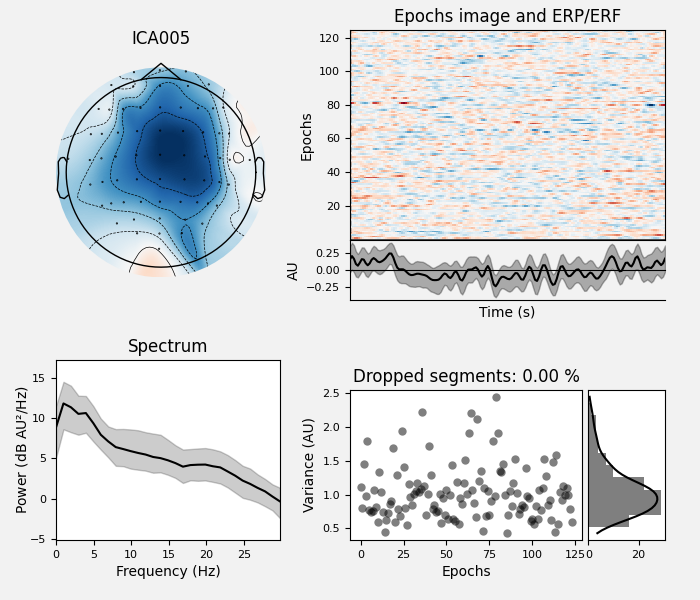 ICA005
Epochs image and ERP/ERF
Epochs
120
100
80
60
40
20
AU
0.25
0.00
−0.25
Time (s)
Spectrum
Power (dB AU²/Hz)
15
10
5
0
−5
0 5 10 15 20 25
Frequency (Hz)
Dropped segments: 0.00 %
Variance (AU)
2.5
2.0
1.5
1.0
0.5
0 25 50 75 100 125
Epochs
0 20